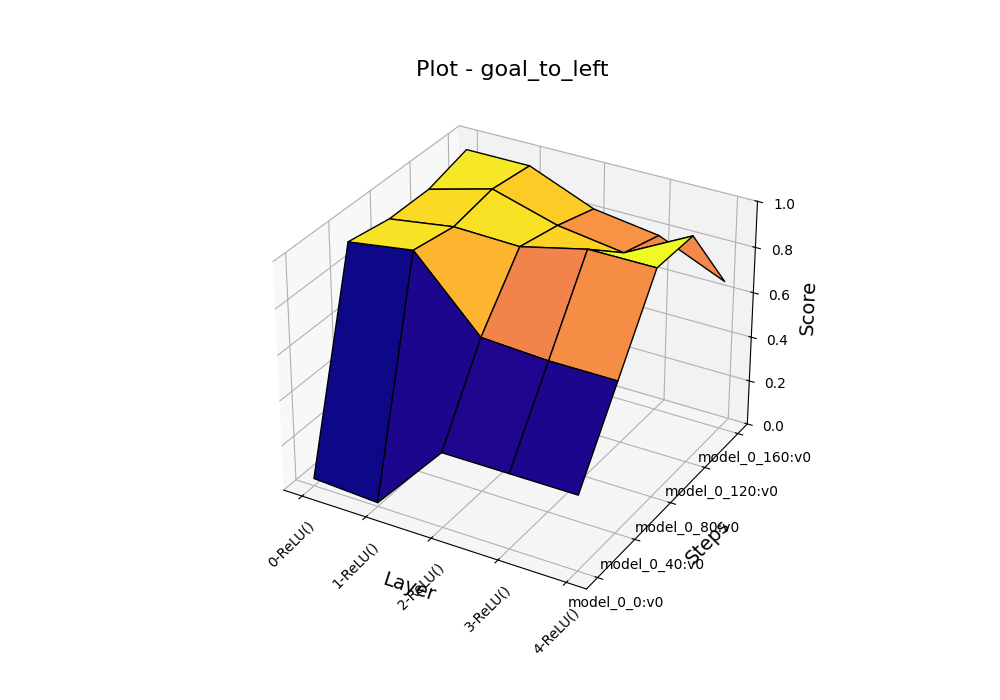 Plot - goal_to_left
1.0
0.8
0.6
0.4
0.2
0.0
Score
model_0_160:v0
model_0_120:v0
model_0_80:v0
model_0_40:v0
model_0_0:v0
Steps
0-ReLU()
1-ReLU()
2-ReLU()
3-ReLU()
4-ReLU()
Layer